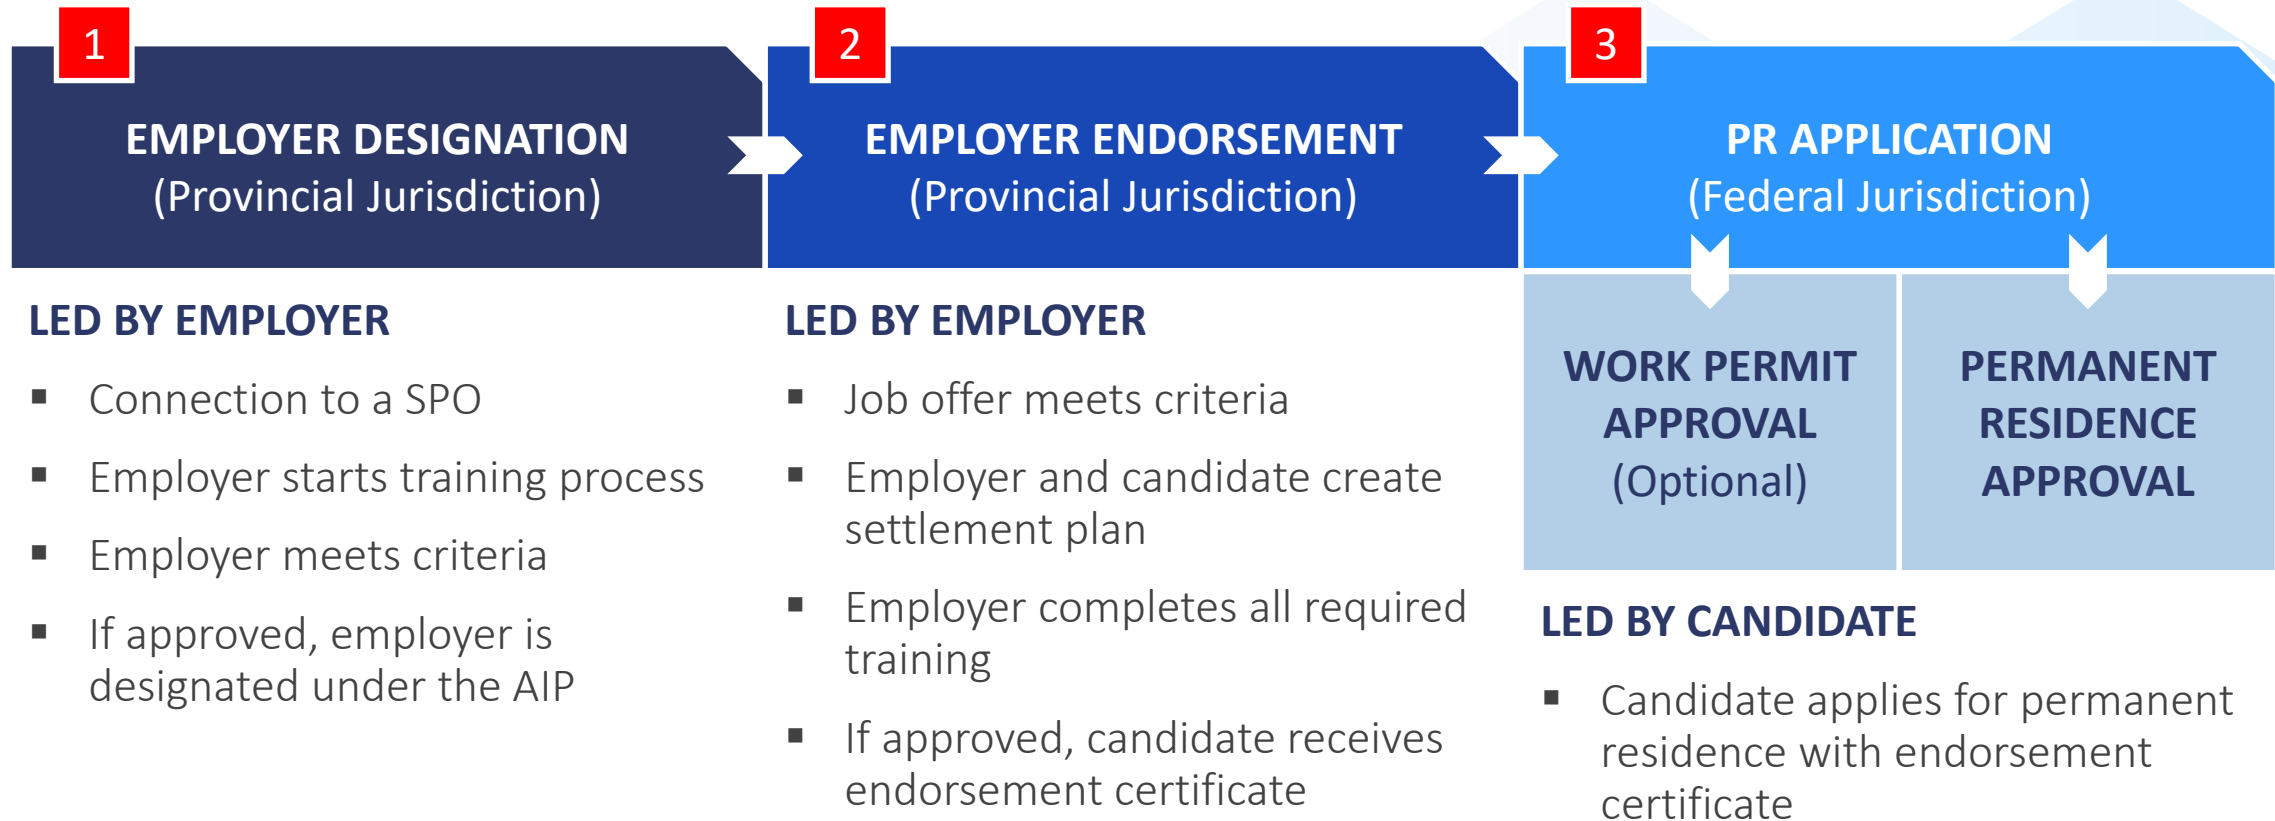 1
EMPLOYER DESIGNATION
(Provincial Jurisdiction)
LED BY EMPLOYER
▪ Connection to a SPO
▪ Employer starts training process
▪ Employer meets criteria
▪ If approved, employer is
designated under the AIP
2
EMPLOYER ENDORSEMENT
(Provincial Jurisdiction)
LED BY EMPLOYER
▪ Job offer meets criteria
▪ Employer and candidate create
settlement plan
▪ Employer completes all required
training
▪ If approved, candidate receives
endorsement certificate
3
PR APPLICATION
(Federal Jurisdiction)
WORK PERMIT
APPROVAL
(Optional)
PERMANENT
RESIDENCE
APPROVAL
LED BY CANDIDATE
▪ Candidate applies for permanent
residence with endorsement
certificate